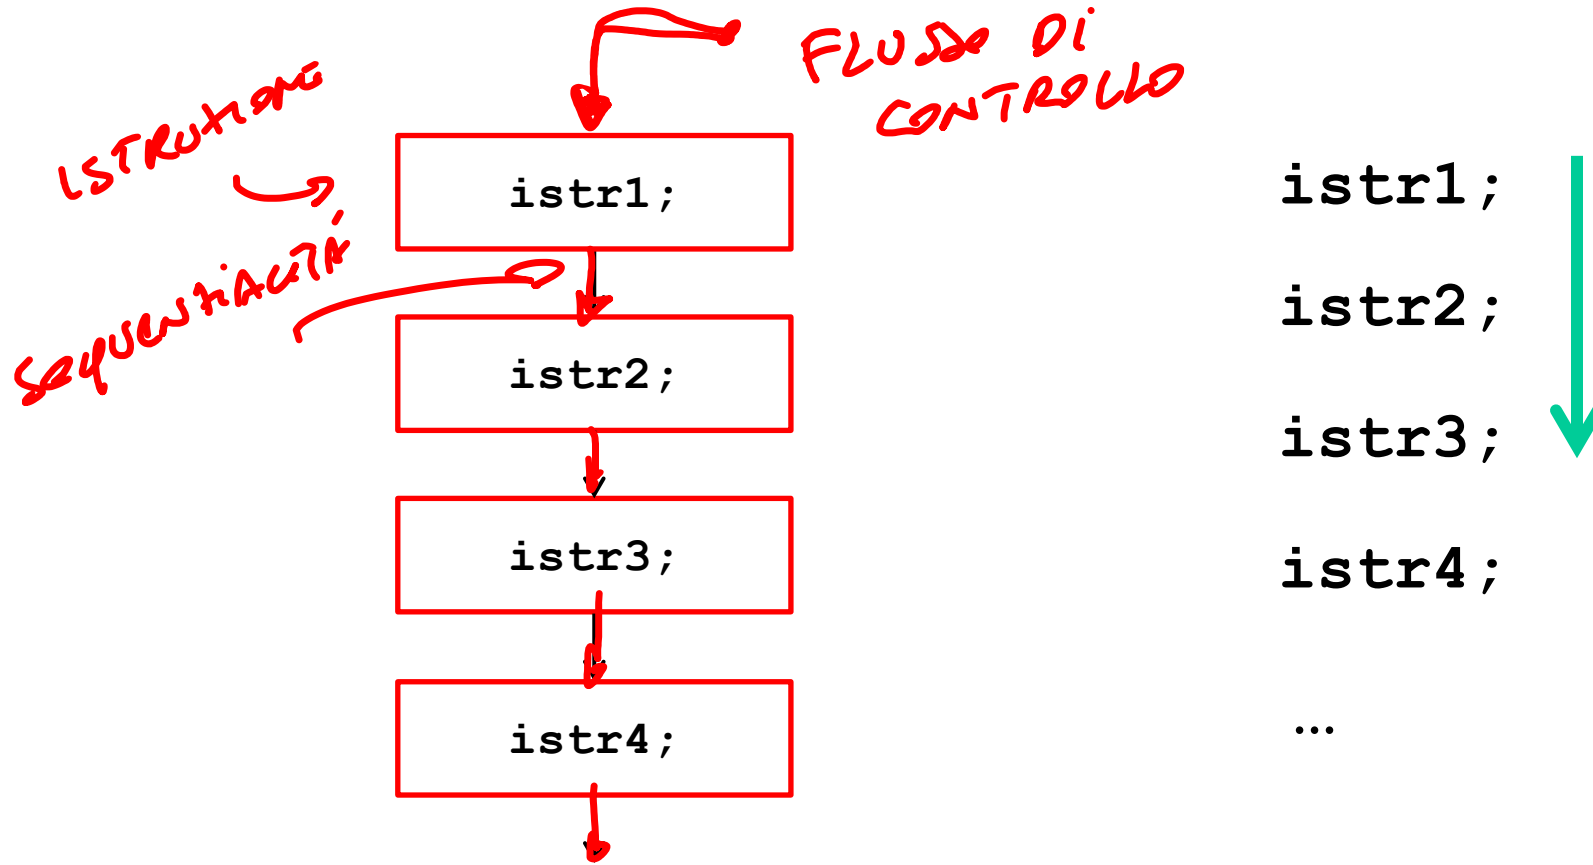 FLUSSO Di
CONTROLLO
ISTRUZIONE
SEQUENZIALITÀ
istr1;
istr2;
istr3;
istr4;
istr1;
istr2;
istr3;
istr4;
...